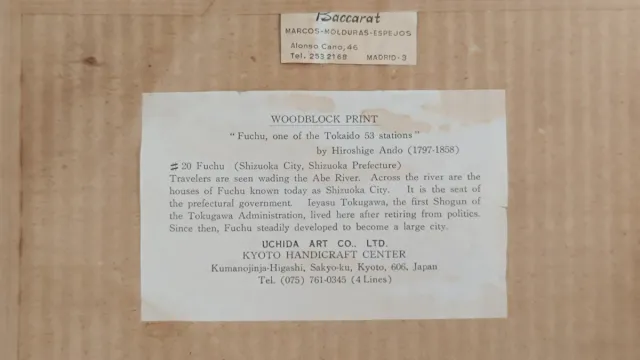 Baccarat
MARCOS-MOLDURAS-ESPEJOS
Alonso Cano, 46
Tel. 253 21 68 MADRID-3
WOODBLOCK PRINT
"Fuchu, one of the Tokaido 53 stations"
by Hiroshige Ando (1797-1858)
#20 Fuchu (Shizuoka City, Shizuoka Prefecture)
Travelers are seen wading the Abe River. Across the river are the
houses of Fuchu known today as Shizuoka City. It is the seat of
the prefectural government. Ieyasu Tokugawa, the first Shogun of
the Tokugawa Administration, lived here after retiring from politics.
Since then, Fuchu steadily developed to become a large city.
UCHIDA ART CO., LTD.
KYOTO HANDICRAFT CENTER
Kumanojinja-Higashi, Sakyo-ku, Kyoto, 606, Japan
Tel. (075) 761-0345 (4 Lines)